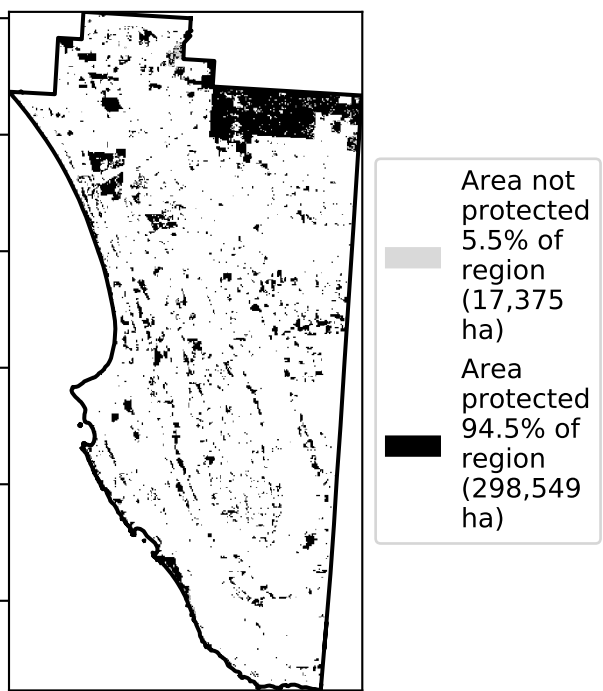 Area not
protected
5.5% of
region
(17,375
ha)
Area
protected
94.5% of
region
(298,549
ha)